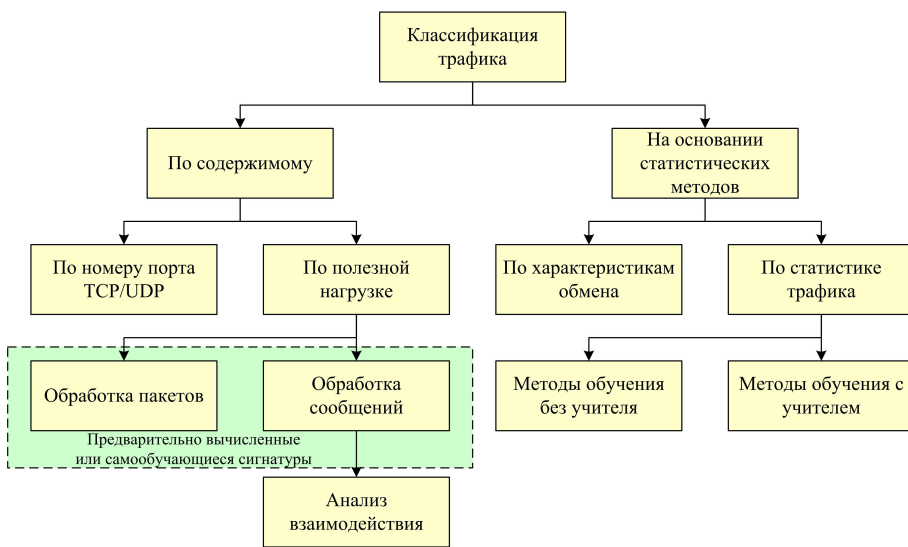 Классификация
трафика
По содержимому
На основании
статистических
методов
По номеру порта
TCP/UDP
По полезной
нагрузке
По характеристикам
обмена
По статистике
трафика
Обработка пакетов
Обработка
сообщений
Методы обучения
без учителя
Методы обучения с
учителем
Предварительно вычисленные
или самообучающиеся сигнатуры
Анализ
взаимодействия